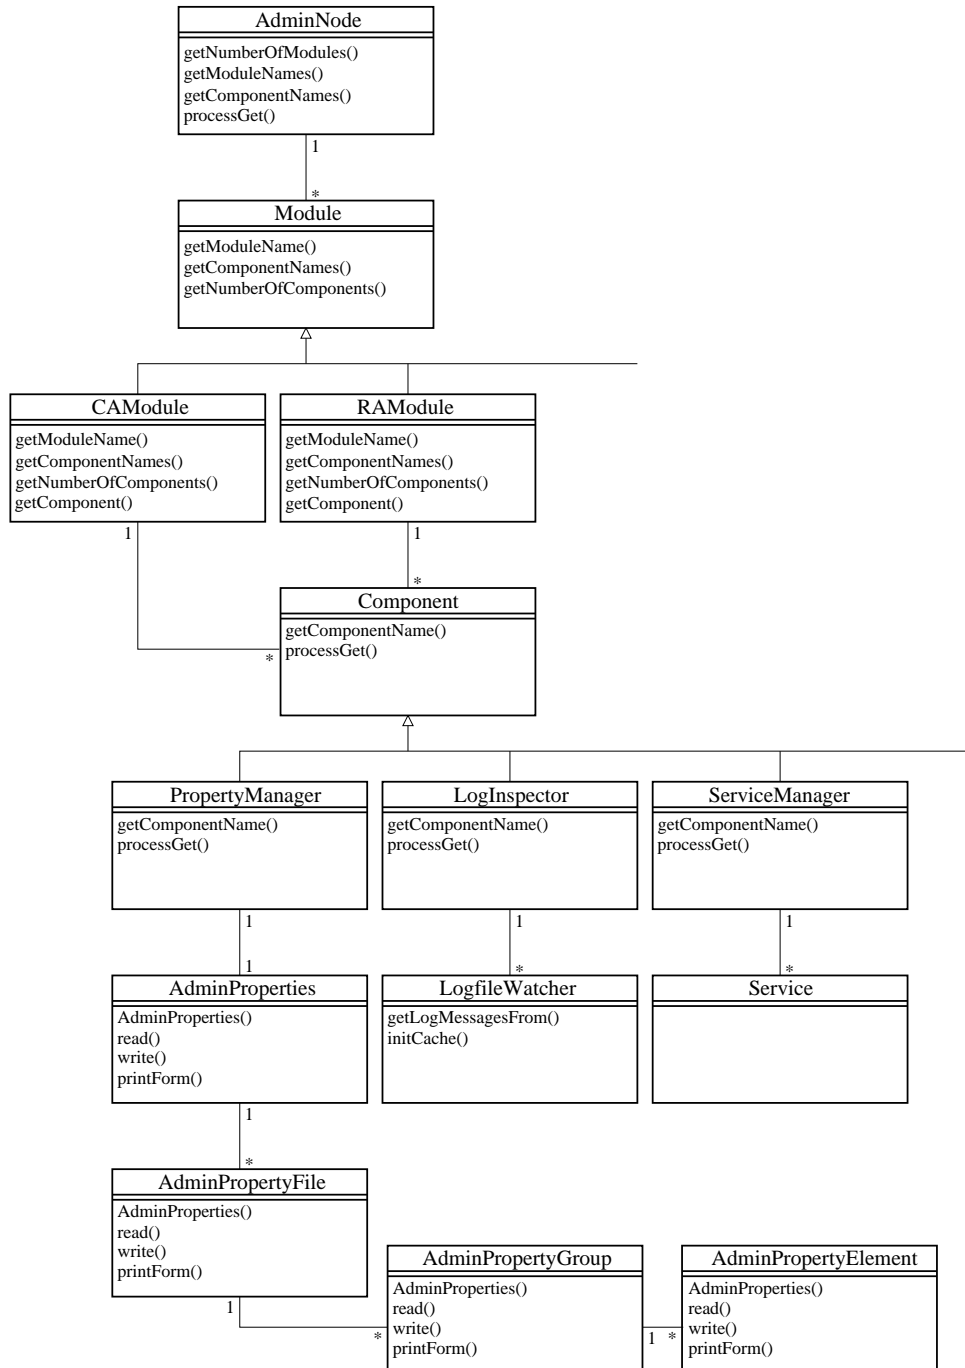 AdminNode
getNumberOfModules()
getModuleNames()
getComponentNames()
processGet()
1
*
Module
getModuleName()
getComponentNames()
getNumberOfComponents()
CAModule
getModuleName()
getComponentNames()
getNumberOfComponents()
getComponent()
RAModule
getModuleName()
getComponentNames()
getNumberOfComponents()
getComponent()
1
1
*
*
Component
getComponentName()
processGet()
PropertyManager
getComponentName()
processGet()
LogInspector
getComponentName()
processGet()
ServiceManager
getComponentName()
processGet()
1
1
1
1
*
*
AdminProperties
AdminProperties()
read()
write()
printForm()
LogfileWatcher
getLogMessagesFrom()
initCache()
Service
1
*
AdminPropertyFile
AdminProperties()
read()
write()
printForm()
1
*
AdminPropertyGroup
AdminProperties()
read()
write()
printForm()
1
*
AdminPropertyElement
AdminProperties()
read()
write()
printForm()